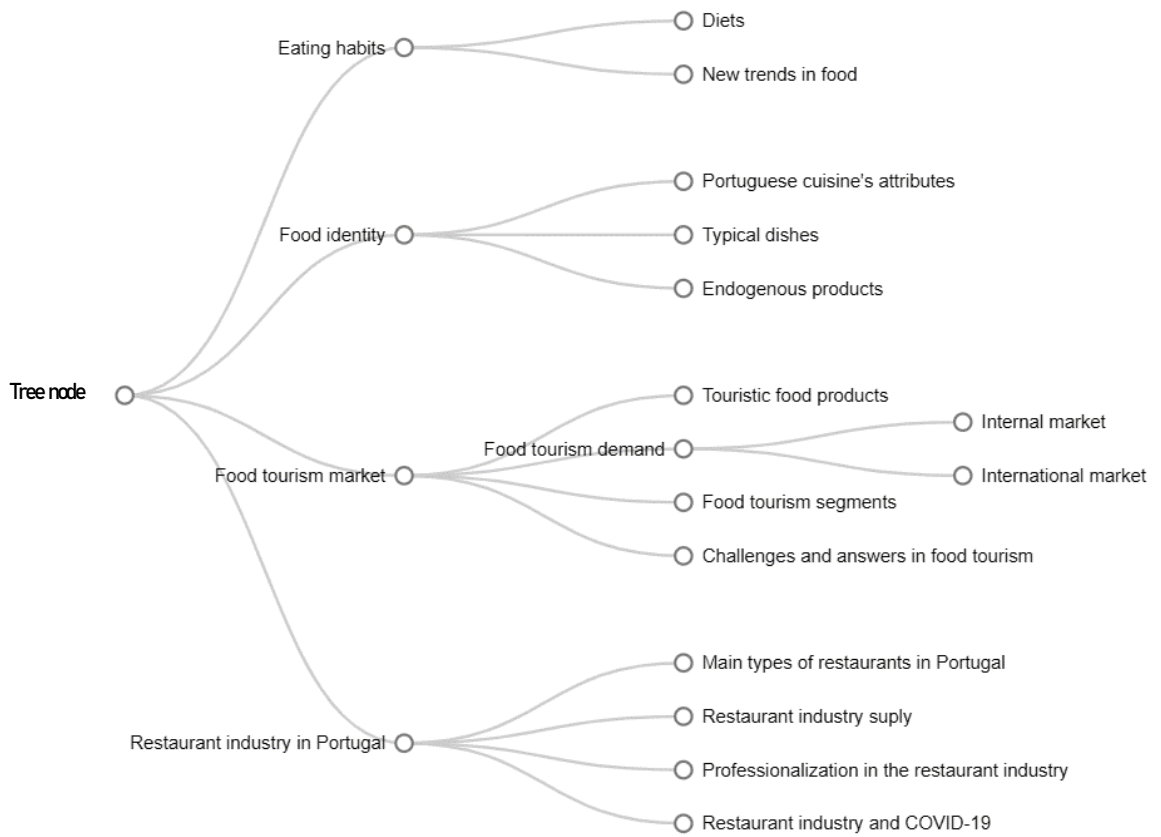 Diets
Eating habits
New trends in food
Portuguese cuisine's attributes
Food identity
Typical dishes
Endogenous products
Tree node
Touristic food products
Internal market
Food tourism demand
Food tourism market
International market
Food tourism segments
Challenges and answers in food tourism
Main types of restaurants in Portugal
Restaurant industry suply
Restaurant industry in Portugal
Professionalization in the restaurant industry
Restaurant industry and COVID-19